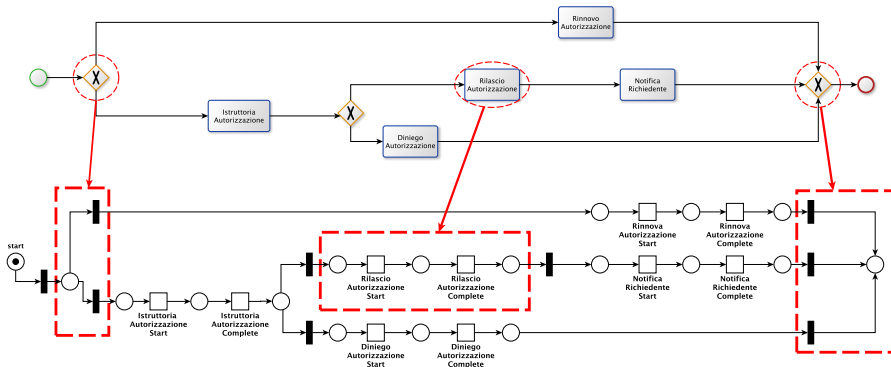 Rinnovo
Autorizzazione
X
Rilascio
Autorizzazione
Notifica
Richiedente
X
Istruttoria
Autorizzazione
X
Diniego
Autorizzazione
start
Rinnova
Autorizzazione
Start
Rinnova
Autorizzazione
Complete
Rilascio
Autorizzazione
Start
Rilascio
Autorizzazione
Complete
Notifica
Richiedente
Start
Notifica
Richiedente
Complete
Istruttoria
Autorizzazione
Start
Istruttoria
Autorizzazione
Complete
Diniego
Autorizzazione
Start
Diniego
Autorizzazione
Complete